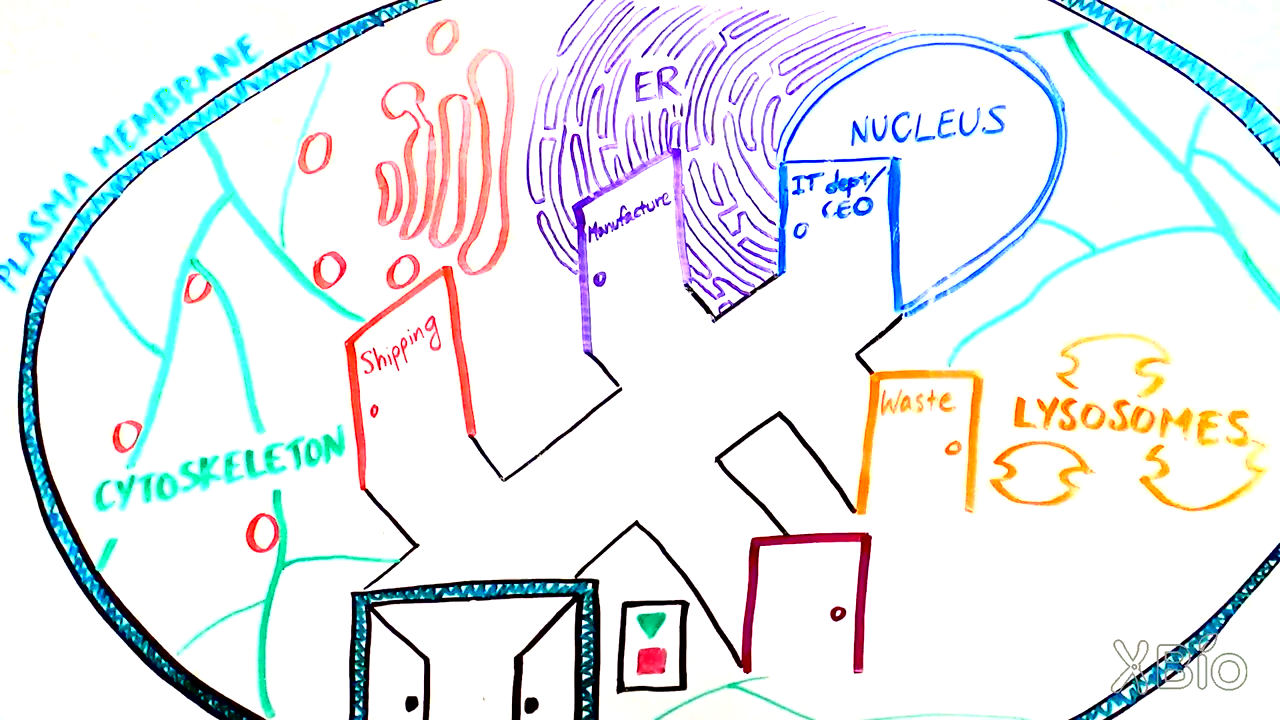 PLASMA MEMBRANE
ER
NUCLEUS
Manufacture
IT dept/
CEO
Shipping
Waste
LYSOSOMES
CYTOSKELETON
XBio